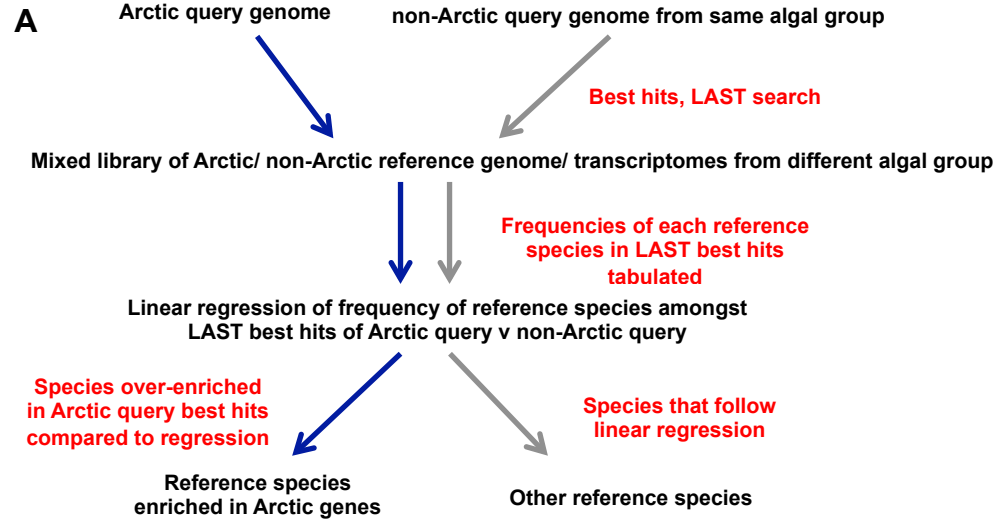 A
Arctic query genome
non-Arctic query genome from same algal group
Best hits, LAST search
Mixed library of Arctic/ non-Arctic reference genome/ transcriptomes from different algal group
Frequencies of each reference
species in LAST best hits
tabulated
Linear regression of frequency of reference species amongst
LAST best hits of Arctic query v non-Arctic query
Species over-enriched
in Arctic query best hits
compared to regression
Species that follow
linear regression
Reference species
enriched in Arctic genes
Other reference species